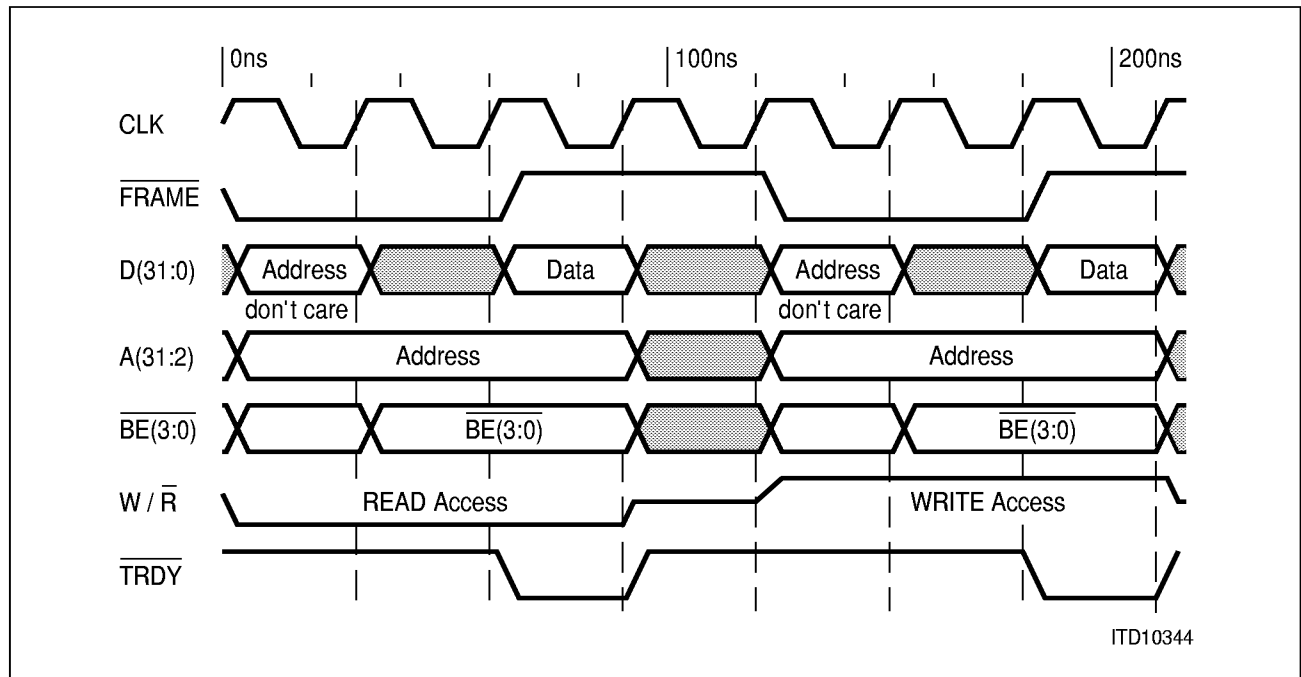 0ns 100ns 200ns
CLK
FRAME
D(31:0) Address Data Address Data
don't care don't care
A(31:2) Address Address
BE(3:0) BE(3:0) BE(3:0)
W / R READ Access WRITE Access
TRDY
ITD10344